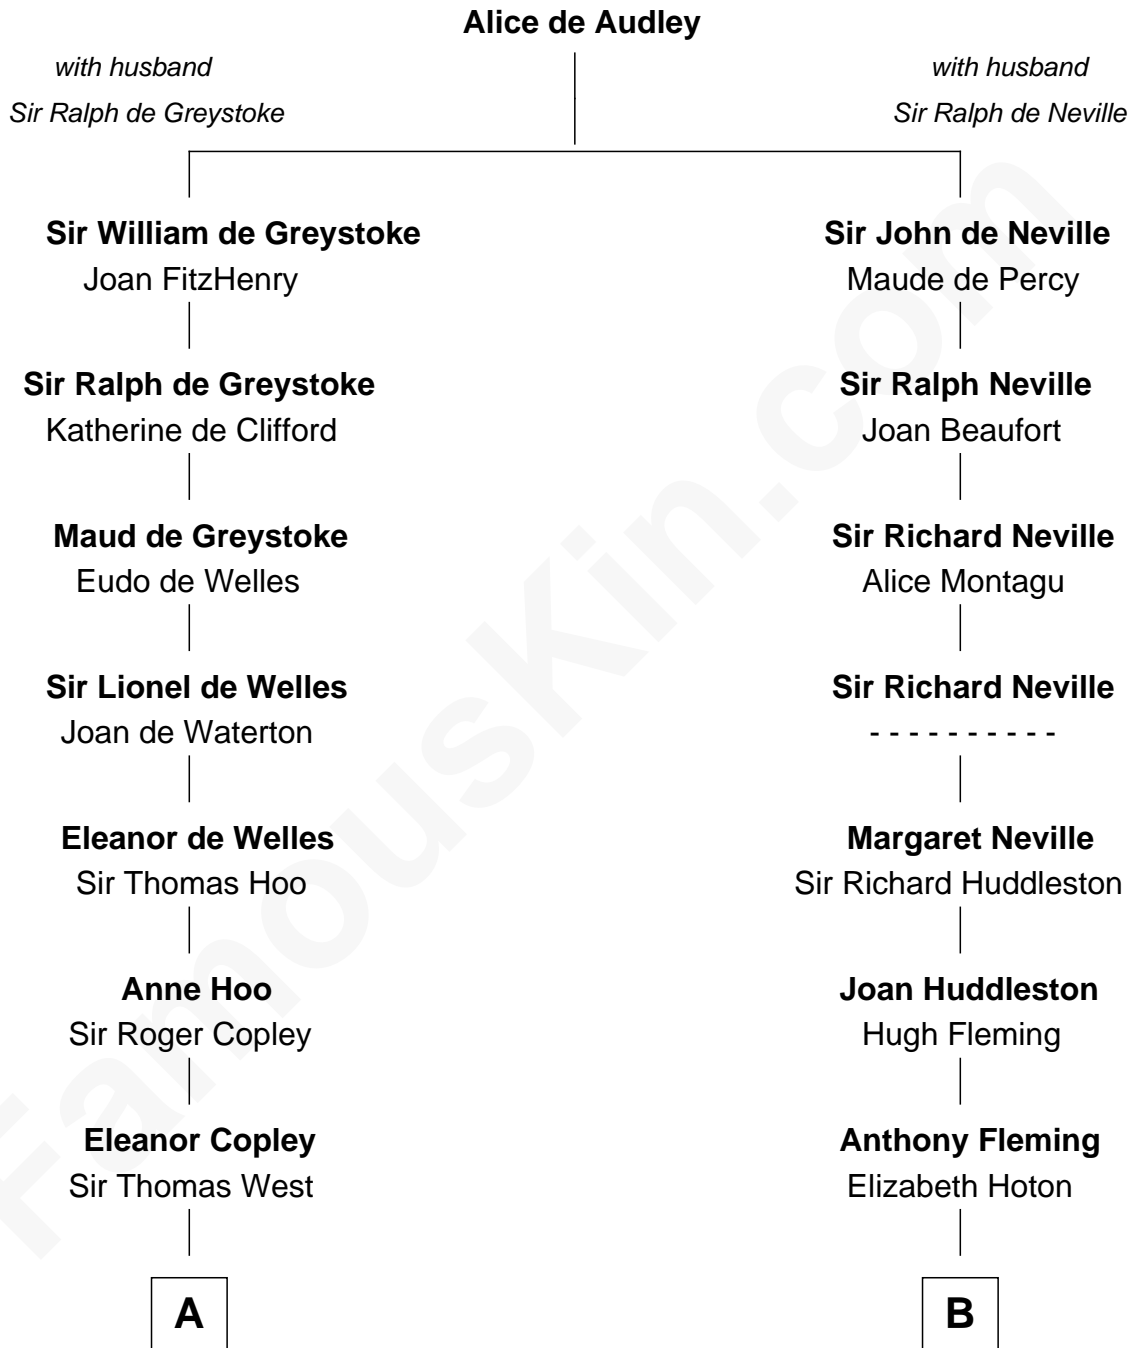 Alice de Audley
with husband
Sir Ralph de Greystoke
with husband
Sir Ralph de Neville
Sir William de Greystoke
Joan FitzHenry
Sir John de Neville
Maude de Percy
Sir Ralph de Greystoke
Katherine de Clifford
Sir Ralph Neville
Joan Beaufort
Maud de Greystoke
Eudo de Welles
Sir Richard Neville
Alice Montagu
Sir Lionel de Welles
Joan de Waterton
Sir Richard Neville
- - - - - - - - - -
Eleanor de Welles
Sir Thomas Hoo
Margaret Neville
Sir Richard Huddleston
Anne Hoo
Sir Roger Copley
Joan Huddleston
Hugh Fleming
Eleanor Copley
Sir Thomas West
Anthony Fleming
Elizabeth Hoton
A
B
FamousKin.com